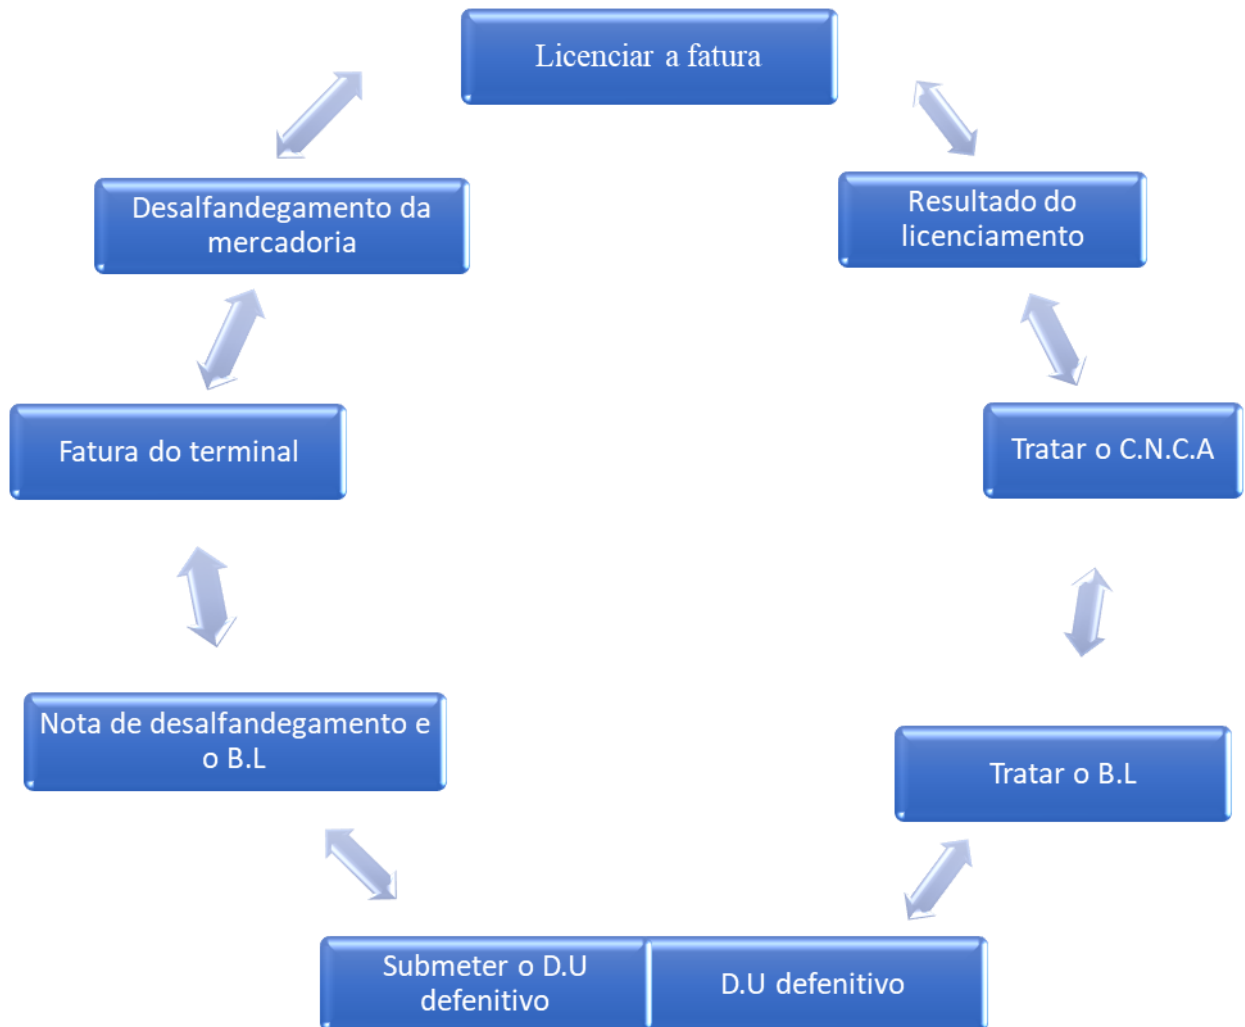 Licenciar a fatura
Desalfandegamento da
mercadoria
Resultado do
licenciamento
Fatura do terminal
Tratar o C.N.C.A
Nota de desalfandegamento e
o B.L
Tratar o B.L
Submeter o D.U
defenitivo
D.U defenitivo